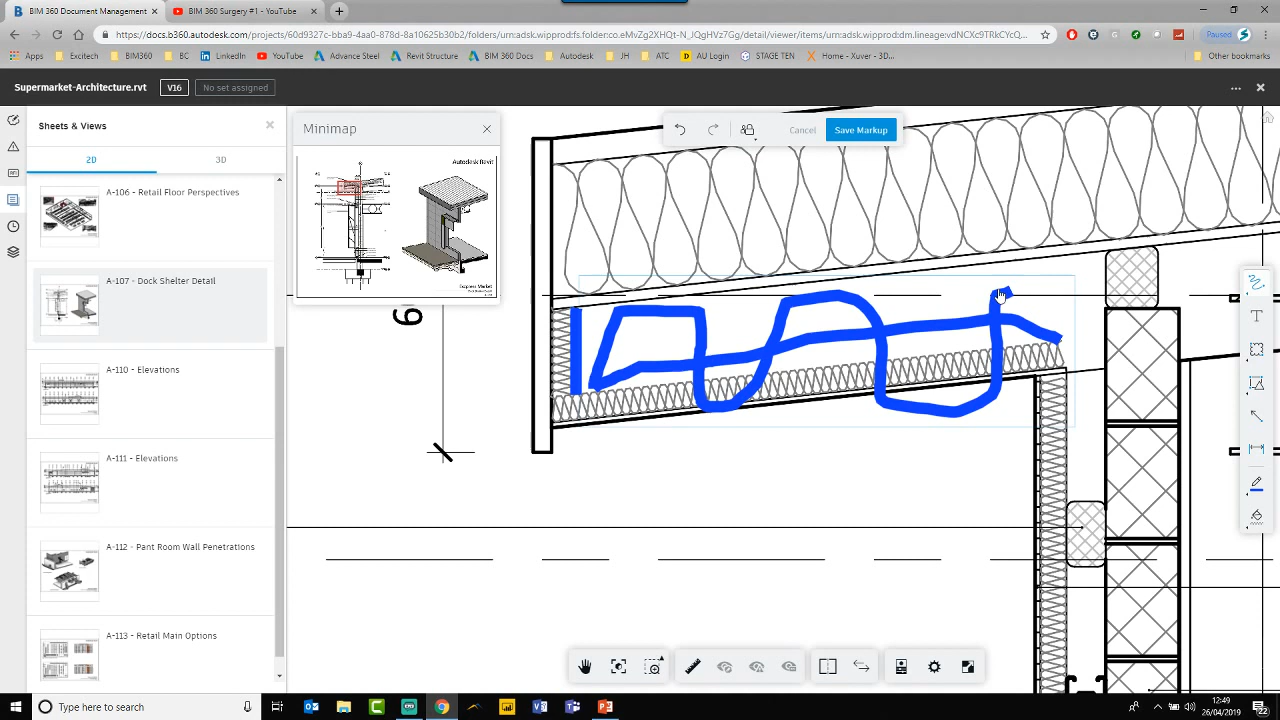 BIM 360 Document Management
BIM 360 Surgery #1 - YouTube
https://docs.b360.autodesk.com/projects/60d9327c-bba9-4aa0-878d-8a10625b30b2/folders/urn:adsk.wipprod:fs.folder:co.eMvZg2XHQt-N_JQgHVz7Gg/detail/viewer/items/urn:adsk.wipprod:dm.lineage:vdNCXc9TRkCYcQ...
Paused
Apps Excitech BIM360 BC LinkedIn YouTube Advance Steel Revit Structure BIM 360 Docs Autodesk JH ATC AU Login STAGE TEN Home - Xuver - 3D... Other bookmarks
Supermarket-Architecture.rvt V16 No set assigned
Sheets & Views
2D 3D
A-106 - Retail Floor Perspectives
A-107 - Dock Shelter Detail
A-110 - Elevations
A-111 - Elevations
A-112 - Pant Room Wall Penetrations
A-113 - Retail Main Options
Minimap
Autodesk Revit
Express Market
Cancel Save Markup
6
Type here to search
12:49
26/04/2019